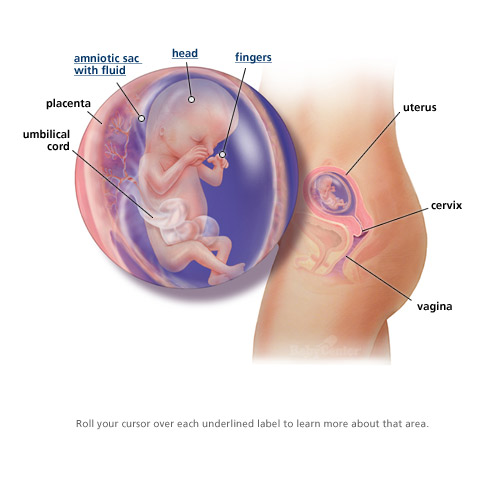 head
amniotic sac
with fluid
fingers
placenta
umbilical
cord
uterus
cervix
vagina
Roll your cursor over each underlined label to learn more about that area.